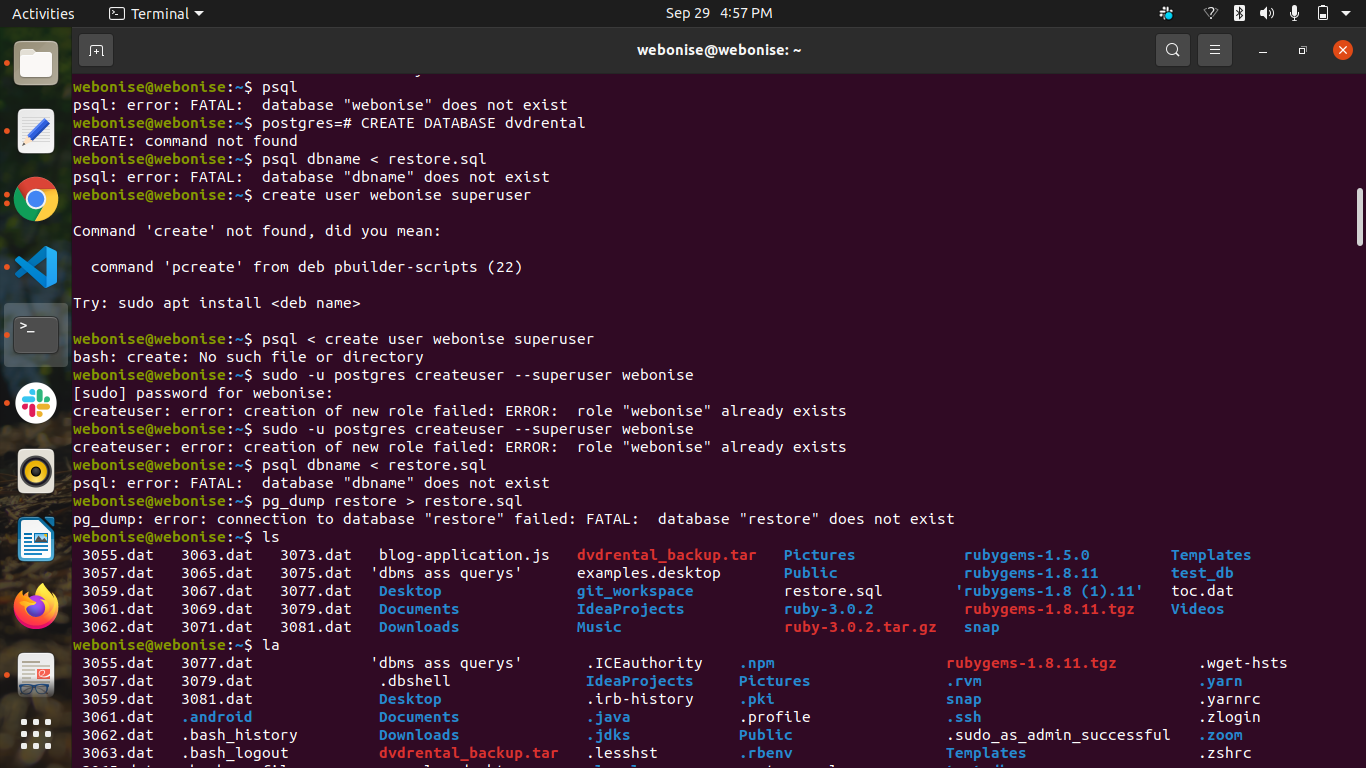 Activities Terminal Sep 29 4:57 PM
webonise@webonise: ~
webonise@webonise:~$ psql
psql: error: FATAL:  database "webonise" does not exist
webonise@webonise:~$ postgres=# CREATE DATABASE dvdrental
CREATE: command not found
webonise@webonise:~$ psql dbname < restore.sql
psql: error: FATAL:  database "dbname" does not exist
webonise@webonise:~$ create user webonise superuser
Command 'create' not found, did you mean:
  command 'pcreate' from deb pbuilder-scripts (22)
Try: sudo apt install <deb name>
webonise@webonise:~$ psql < create user webonise superuser
bash: create: No such file or directory
webonise@webonise:~$ sudo -u postgres createuser --superuser webonise
[sudo] password for webonise:
createuser: error: creation of new role failed: ERROR:  role "webonise" already exists
webonise@webonise:~$ sudo -u postgres createuser --superuser webonise
createuser: error: creation of new role failed: ERROR:  role "webonise" already exists
webonise@webonise:~$ psql dbname < restore.sql
psql: error: FATAL:  database "dbname" does not exist
webonise@webonise:~$ pg_dump restore > restore.sql
pg_dump: error: connection to database "restore" failed: FATAL:  database "restore" does not exist
webonise@webonise:~$ ls
3055.dat 3063.dat 3073.dat blog-application.js dvdrental_backup.tar Pictures rubygems-1.5.0 Templates
3057.dat 3065.dat 3075.dat 'dbms ass querys' examples.desktop Public rubygems-1.8.11 test_db
3059.dat 3067.dat 3077.dat Desktop git_workspace restore.sql 'rubygems-1.8 (1).11' toc.dat
3061.dat 3069.dat 3079.dat Documents IdeaProjects ruby-3.0.2 rubygems-1.8.11.tgz Videos
3062.dat 3071.dat 3081.dat Downloads Music ruby-3.0.2.tar.gz snap
webonise@webonise:~$ la
3055.dat 3077.dat 'dbms ass querys' .ICEauthority .npm rubygems-1.8.11.tgz .wget-hsts
3057.dat 3079.dat .dbshell IdeaProjects Pictures .rvm .yarn
3059.dat 3081.dat Desktop .irb-history .pki snap .yarnrc
3061.dat .android Documents .java .profile .ssh .zlogin
3062.dat .bash_history Downloads .jdks Public .sudo_as_admin_successful .zoom
3063.dat .bash_logout dvdrental_backup.tar .lesshst .rbenv Templates .zshrc